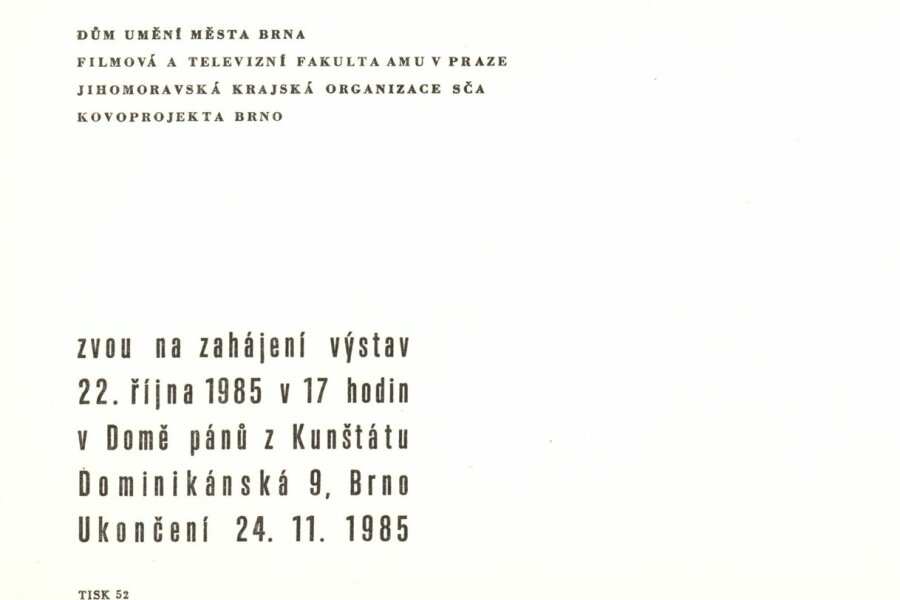 DŮM UMĚNÍ MĚSTA BRNA
FILMOVÁ A TELEVIZNÍ FAKULTA AMU V PRAZE
JIHOMORAVSKÁ KRAJSKÁ ORGANIZACE SČA
KOVOPROJEKTA BRNO
zvou na zahájení výstav
22. října 1985 v 17 hodin
v Domě pánů z Kunštátu
Dominikánská 9, Brno
Ukončení 24. 11. 1985
TISK 52